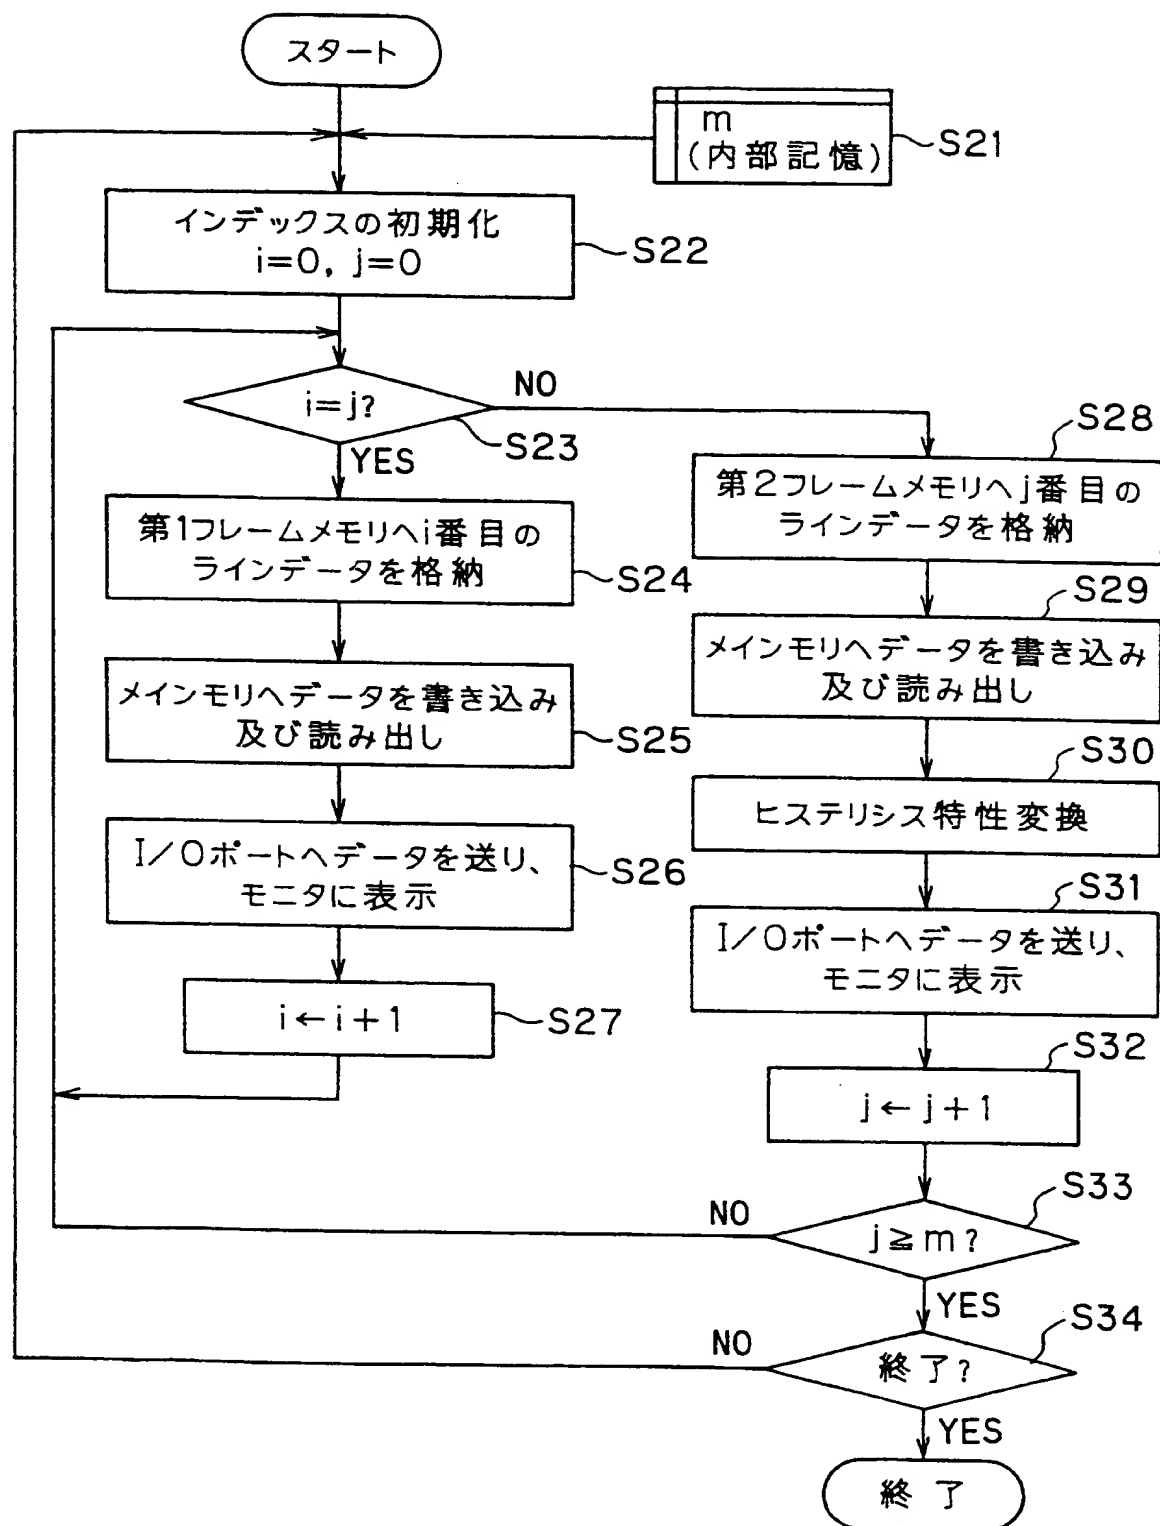 スタート
m
(内部記憶)
S21
インデックスの初期化
i=0, j=0
S22
i=j?
S23
NO
YES
第1フレームメモリへi番目の
ラインデータを格納
S24
メインモリへデータを書き込み
及び読み出し
S25
I/Oポートへデータを送り、
モニタに表示
S26
i←i+1
S27
S28
第2フレームメモリへj番目の
ラインデータを格納
S29
メインモリへデータを書き込み
及び読み出し
S30
ヒステリシス特性変換
S31
I/Oポートへデータを送り、
モニタに表示
S32
j←j+1
S33
NO
j≧m?
YES
S34
NO
終了?
YES
終了